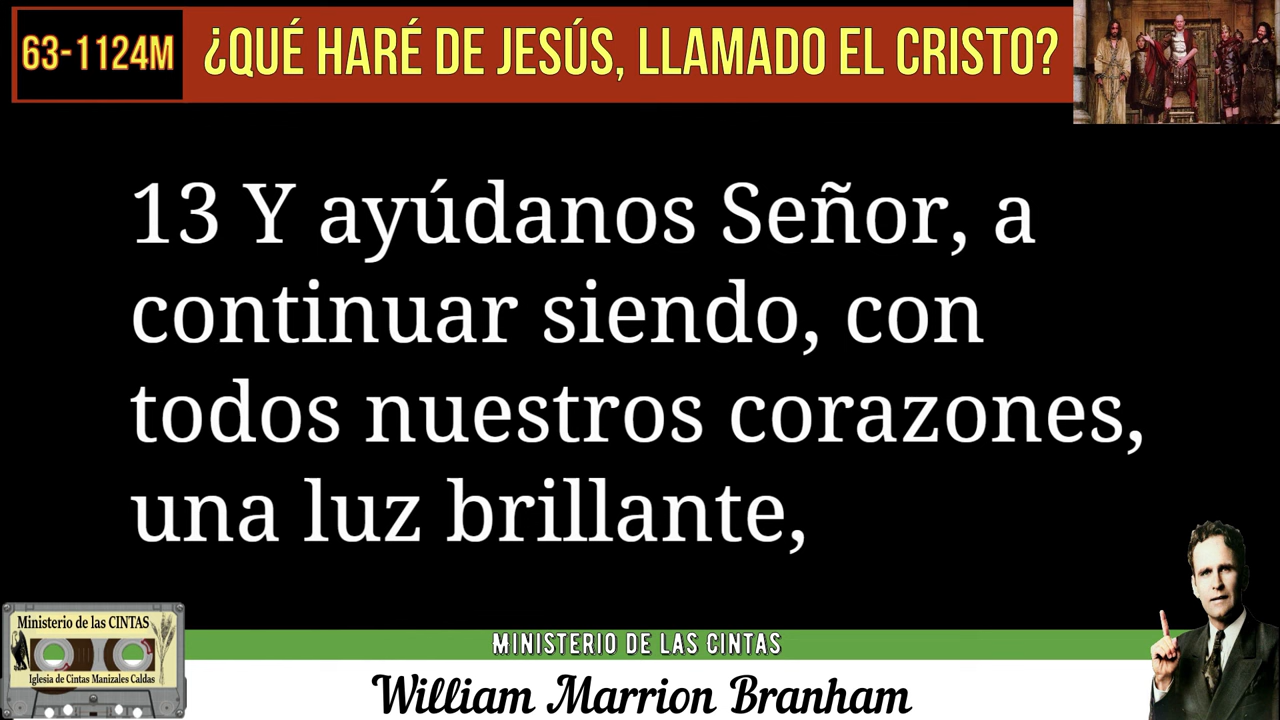 63-1124M
¿QUÉ HARÉ DE JESÚS, LLAMADO EL CRISTO?
13 Y ayúdanos Señor, a
continuar siendo, con
todos nuestros corazones,
una luz brillante,
Ministerio de las CINTAS
Iglesia de Cintas Manizales Caldas
MINISTERIO DE LAS CINTAS
William Marrion Branham